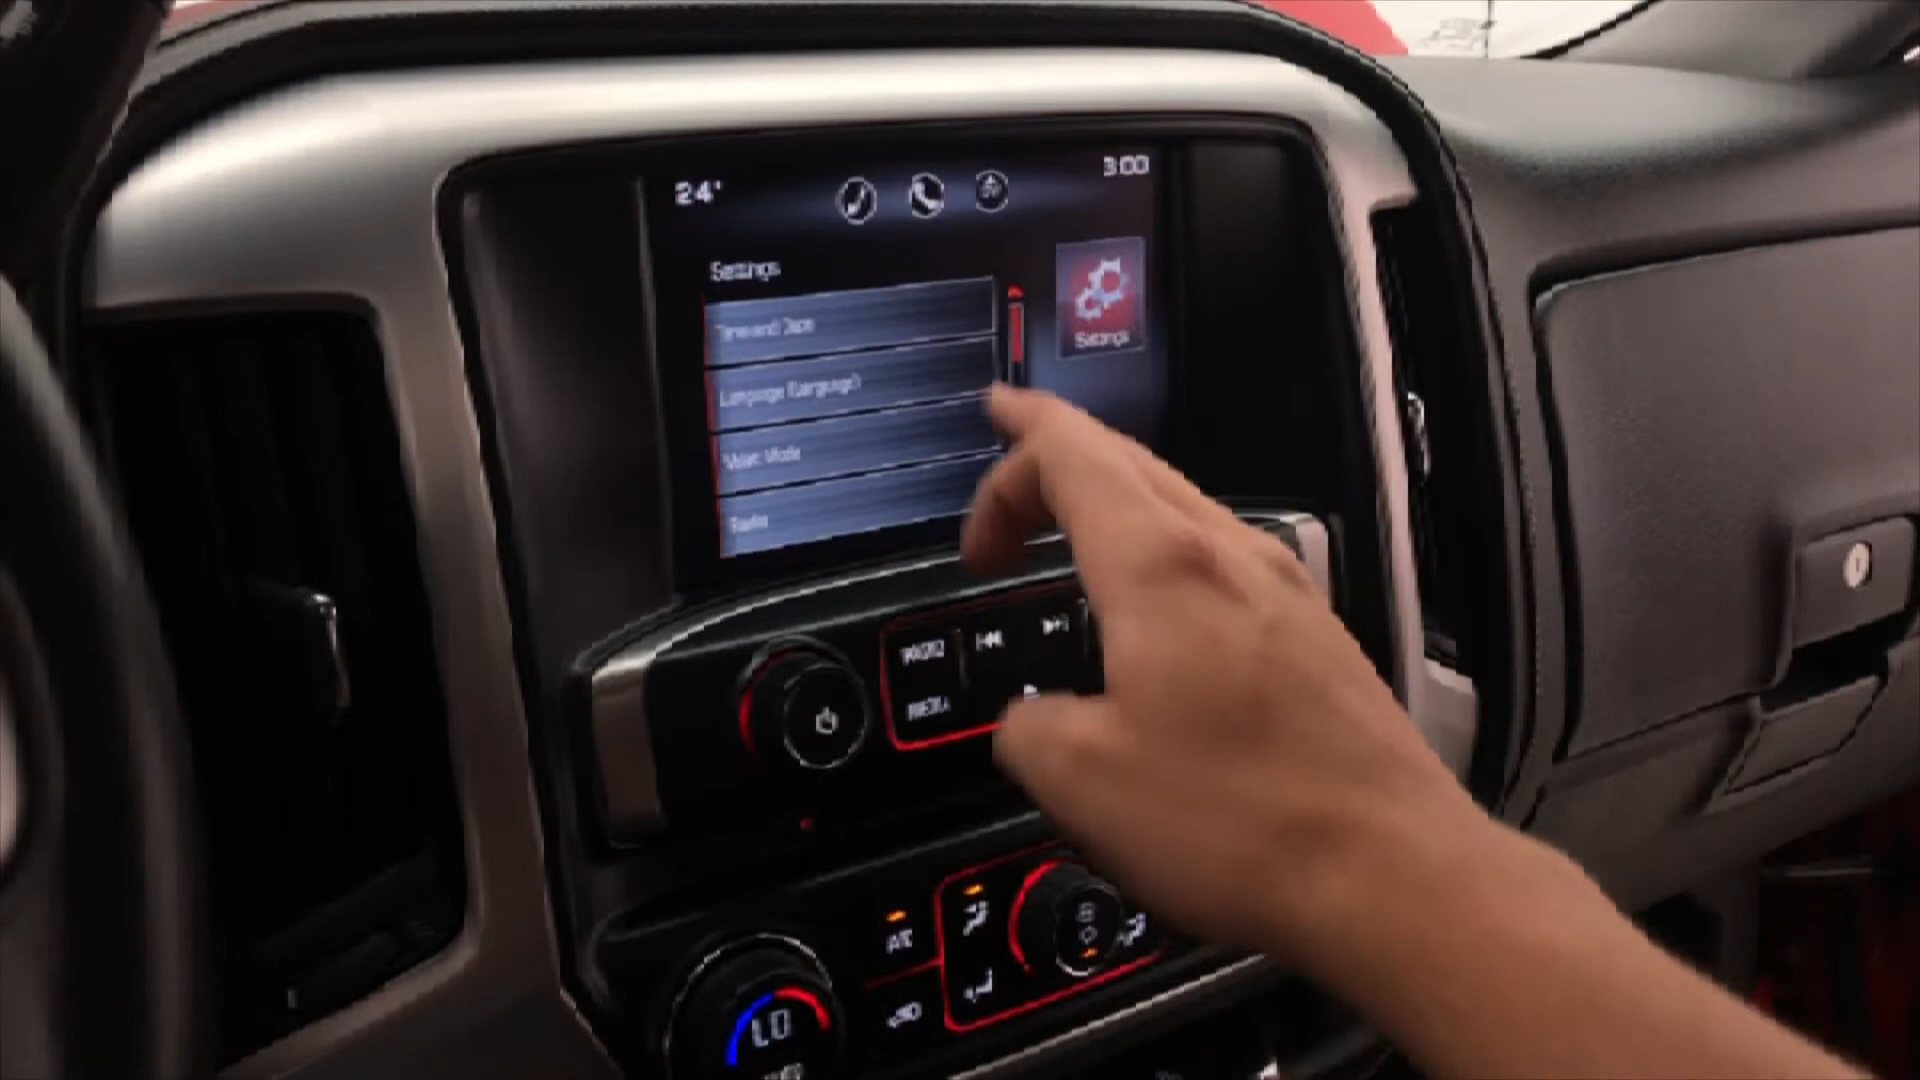 24°
3:00
Settings
Time and Date
Settings
Language (Language)
Valet Mode
Radio
RADIO
MEDIA
A/C
LO